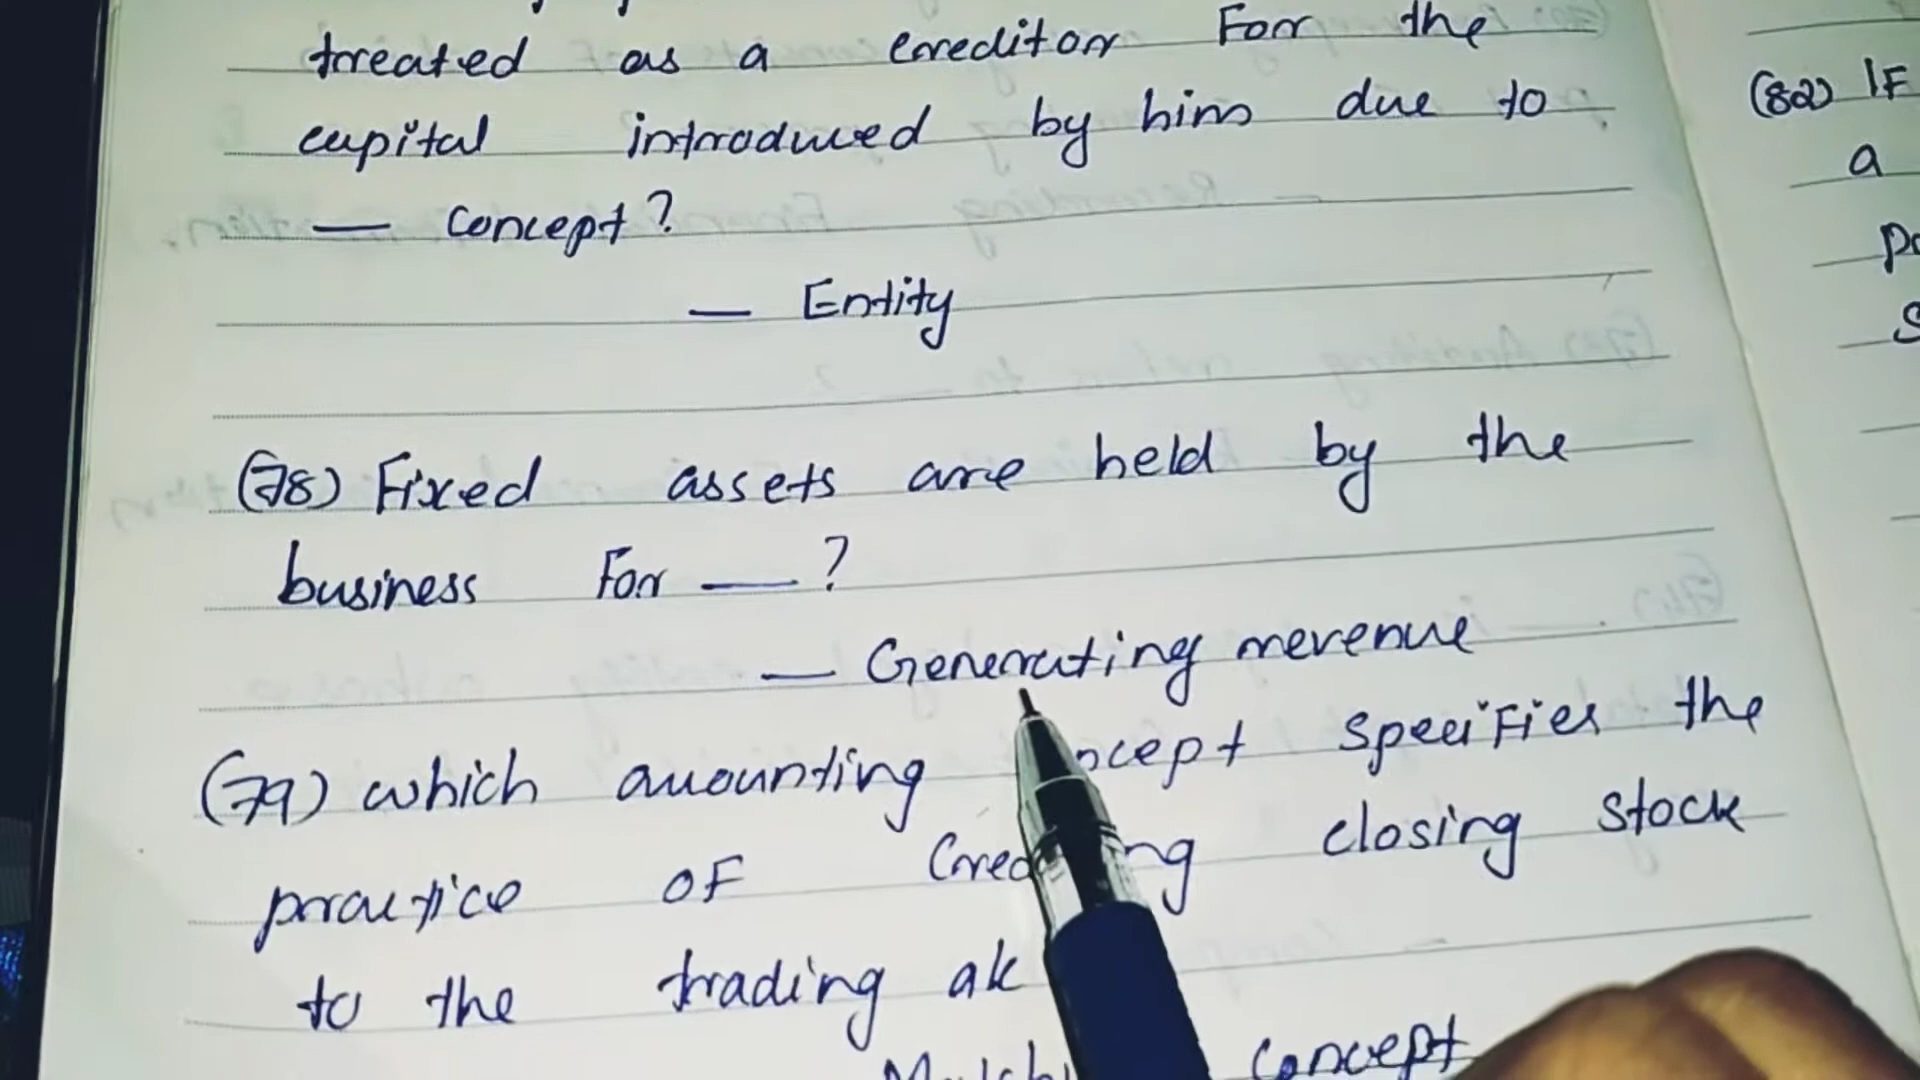 treated as a creditor For the
capital introduced by him due to
— concept?
— Entity
(78) Fixed assets are held by the
business For — ?
— Generating revenue
(79) which accounting specifies the
practice OF closing stock
to the trading a/c
concept
(82) IF
a